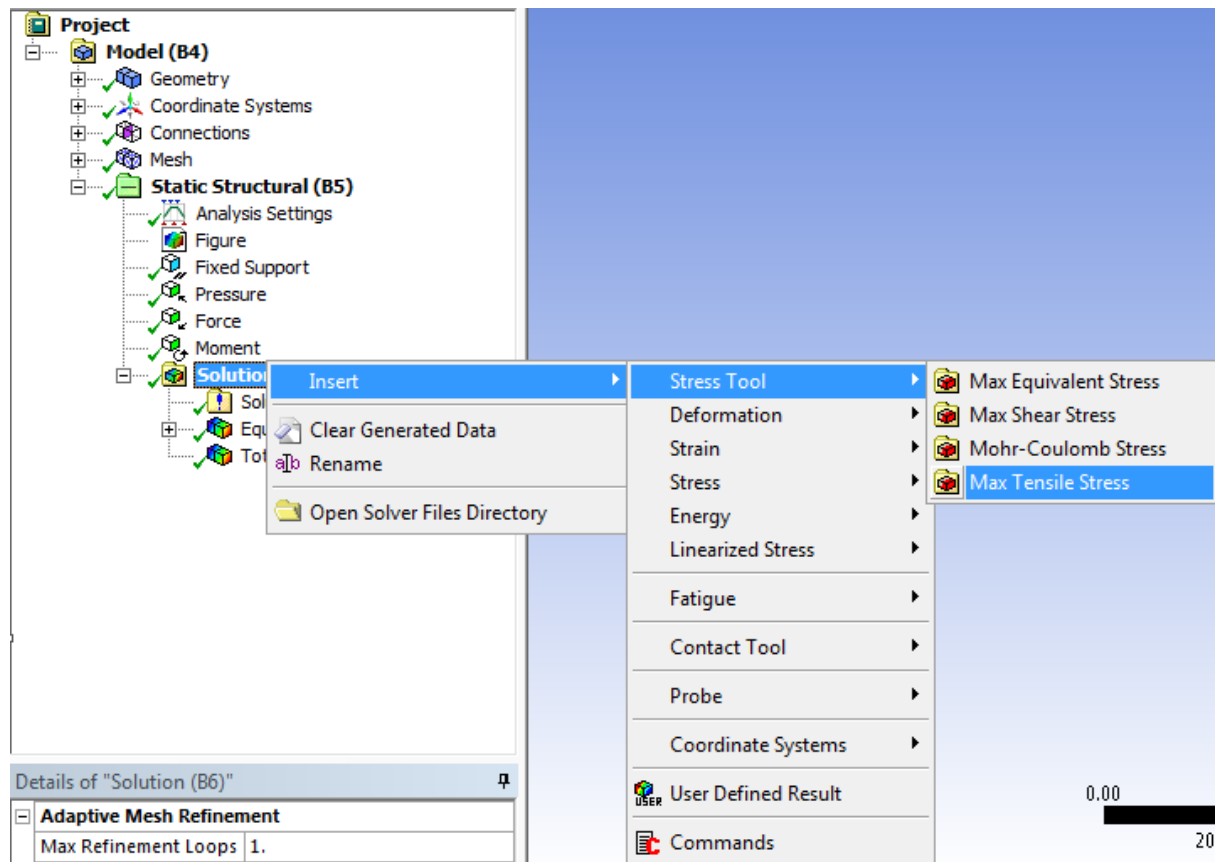 Project
Model (B4)
Geometry
Coordinate Systems
Connections
Mesh
Static Structural (B5)
Analysis Settings
Figure
Fixed Support
Pressure
Force
Moment
Solution
Sol
Equ
Tot
Insert
Clear Generated Data
Rename
Open Solver Files Directory
Stress Tool
Deformation
Strain
Stress
Energy
Linearized Stress
Fatigue
Contact Tool
Probe
Coordinate Systems
User Defined Result
Commands
Max Equivalent Stress
Max Shear Stress
Mohr-Coulomb Stress
Max Tensile Stress
Details of "Solution (B6)"
Adaptive Mesh Refinement
Max Refinement Loops 1.
0.00
20